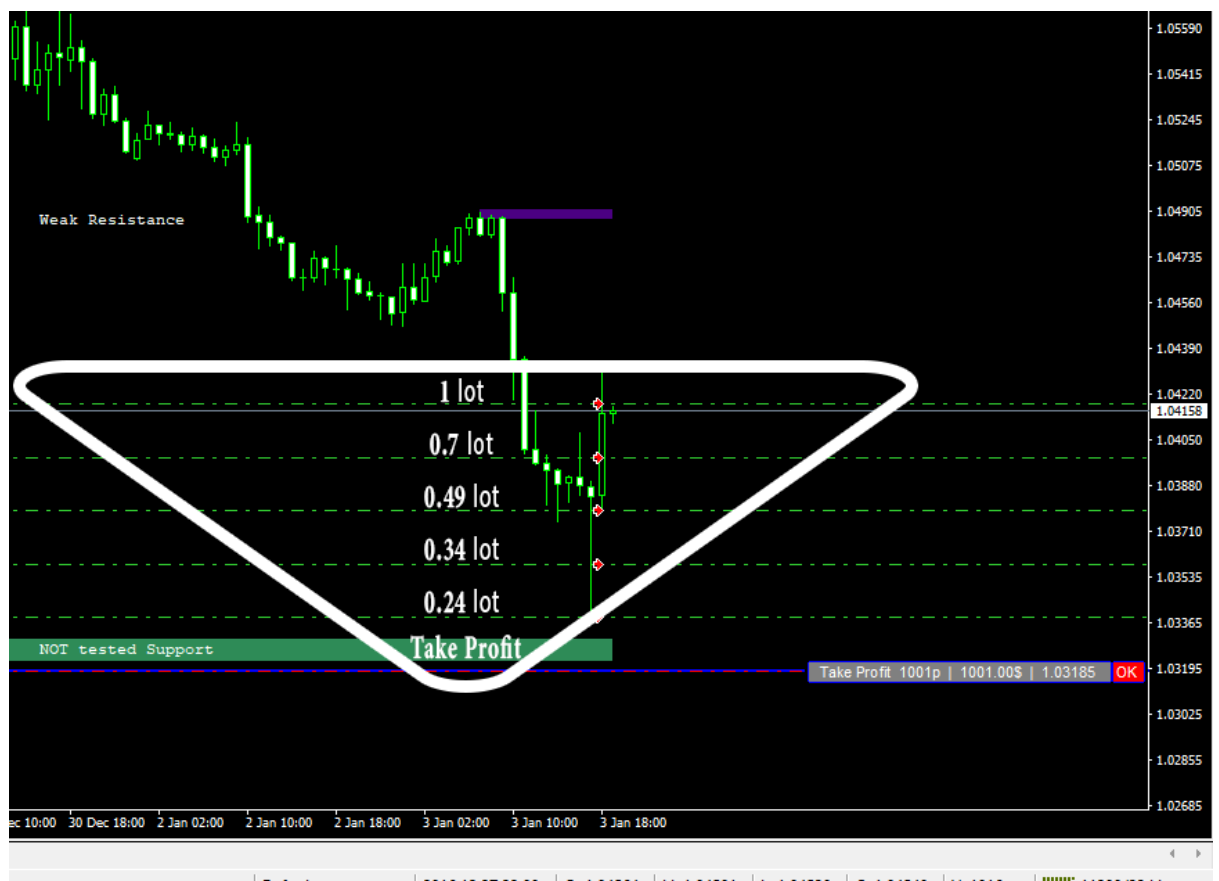 1.05590
1.05415
1.05245
1.05075
Weak Resistance
1.04905
1.04735
1.04560
1.04390
1 lot
1.04220
1.04158
0.7 lot
1.04050
0.49 lot
1.03880
1.03710
0.34 lot
1.03535
0.24 lot
1.03365
NOT tested Support
Take Profit
Take Profit 1001p | 1001.00$ | 1.03185 OK
1.03195
1.03025
1.02855
1.02685
ec 10:00 30 Dec 18:00 2 Jan 02:00 2 Jan 10:00 2 Jan 18:00 3 Jan 02:00 3 Jan 10:00 3 Jan 18:00